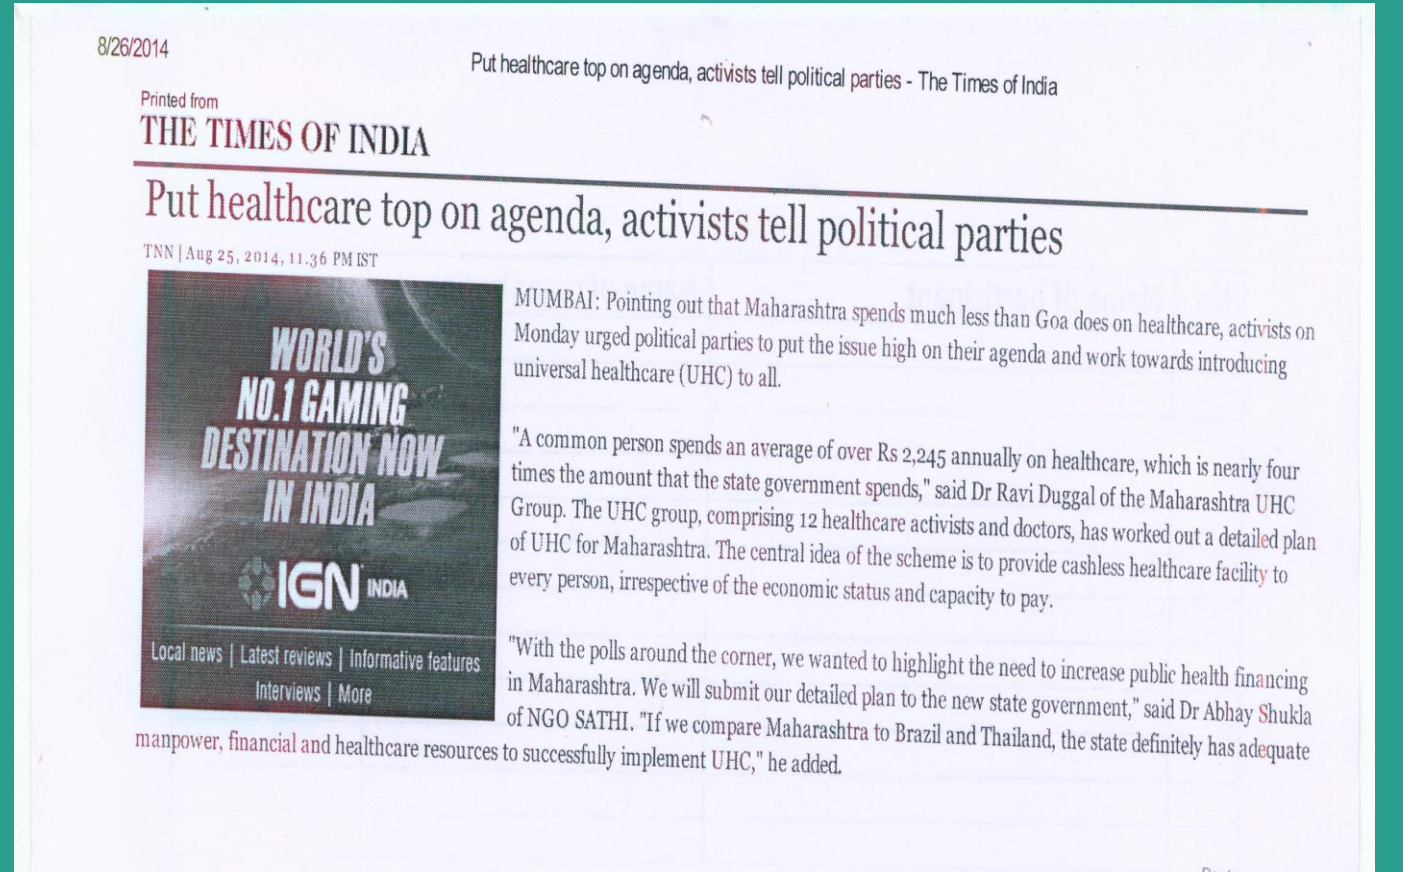 8/26/2014
Put healthcare top on agenda, activists tell political parties - The Times of India
Printed from
THE TIMES OF INDIA
Put healthcare top on agenda, activists tell political parties
TNN | Aug 25, 2014, 11.36 PM IST
WORLD'S
NO.1 GAMING
DESTINATION NOW
IN INDIA
IGN INDIA
Local news | Latest reviews | Informative features
Interviews | More
MUMBAI: Pointing out that Maharashtra spends much less than Goa does on healthcare, activists on
Monday urged political parties to put the issue high on their agenda and work towards introducing
universal healthcare (UHC) to all.
"A common person spends an average of over Rs 2,245 annually on healthcare, which is nearly four
times the amount that the state government spends," said Dr Ravi Duggal of the Maharashtra UHC
Group. The UHC group, comprising 12 healthcare activists and doctors, has worked out a detailed plan
of UHC for Maharashtra. The central idea of the scheme is to provide cashless healthcare facility to
every person, irrespective of the economic status and capacity to pay.
"With the polls around the corner, we wanted to highlight the need to increase public health financing
in Maharashtra. We will submit our detailed plan to the new state government," said Dr Abhay Shukla
of NGO SATHI. "If we compare Maharashtra to Brazil and Thailand, the state definitely has adequate
manpower, financial and healthcare resources to successfully implement UHC," he added.